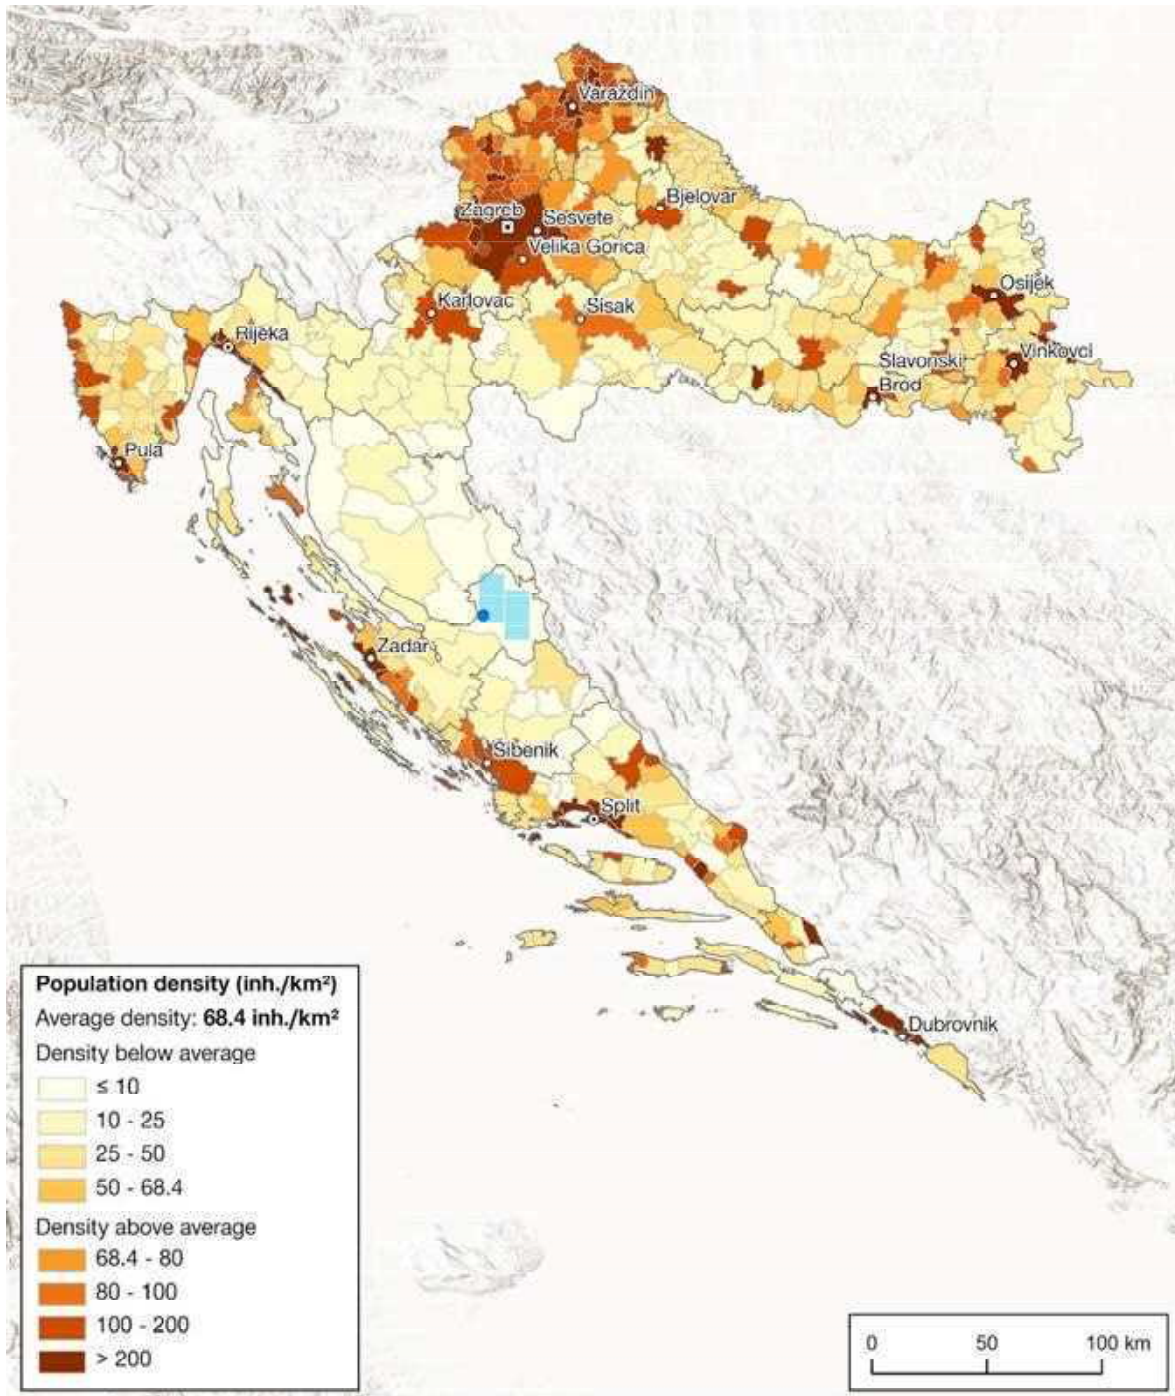 Varaždin
Bjelovar
Zagreb
Sesvete
Velika Gorica
Osijek
Karlovac
Sisak
Rijeka
Vinkovci
Slavonski
Brod
Pula
Zadar
Šibenik
Split
Dubrovnik
Population density (inh./km²)
Average density: 68.4 inh./km²
Density below average
≤ 10
10 - 25
25 - 50
50 - 68.4
Density above average
68.4 - 80
80 - 100
100 - 200
> 200
0 50 100 km